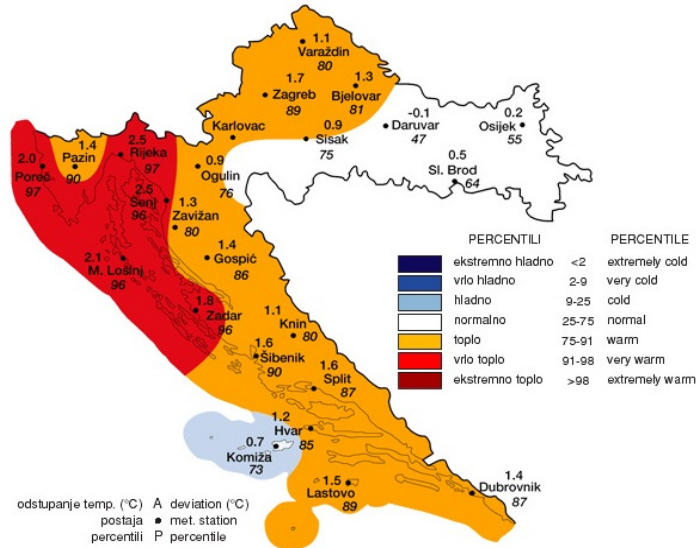 1.1
Varaždin
80
1.7
Zagreb
89
1.3
Bjelovar
81
Karlovac
0.9
Sisak
75
-0.1
Daruvar
47
0.2
Osijek
55
0.5
Sl. Brod
64
2.0
Poreč
97
1.4
Pazin
90
2.5
Rijeka
97
0.9
Ogulin
76
2.5
Senj
96
1.3
Zavižan
80
1.4
Gospić
86
2.1
M. Lošinj
96
1.8
Zadar
96
1.1
Knin 80
1.6
Šibenik
90
1.6
Split
87
1.2
Hvar
85
0.7
Komiža
73
1.5
Lastovo
89
1.4
Dubrovnik
87
PERCENTILI PERCENTILE
ekstremno hladno <2 extremely cold
vrlo hladno 2-9 very cold
hladno 9-25 cold
normalno 25-75 normal
toplo 75-91 warm
vrlo toplo 91-98 very warm
ekstremno toplo >98 extremely warm
odstupanje temp. (°C) A deviation (°C)
postaja met. station
percentili P percentile